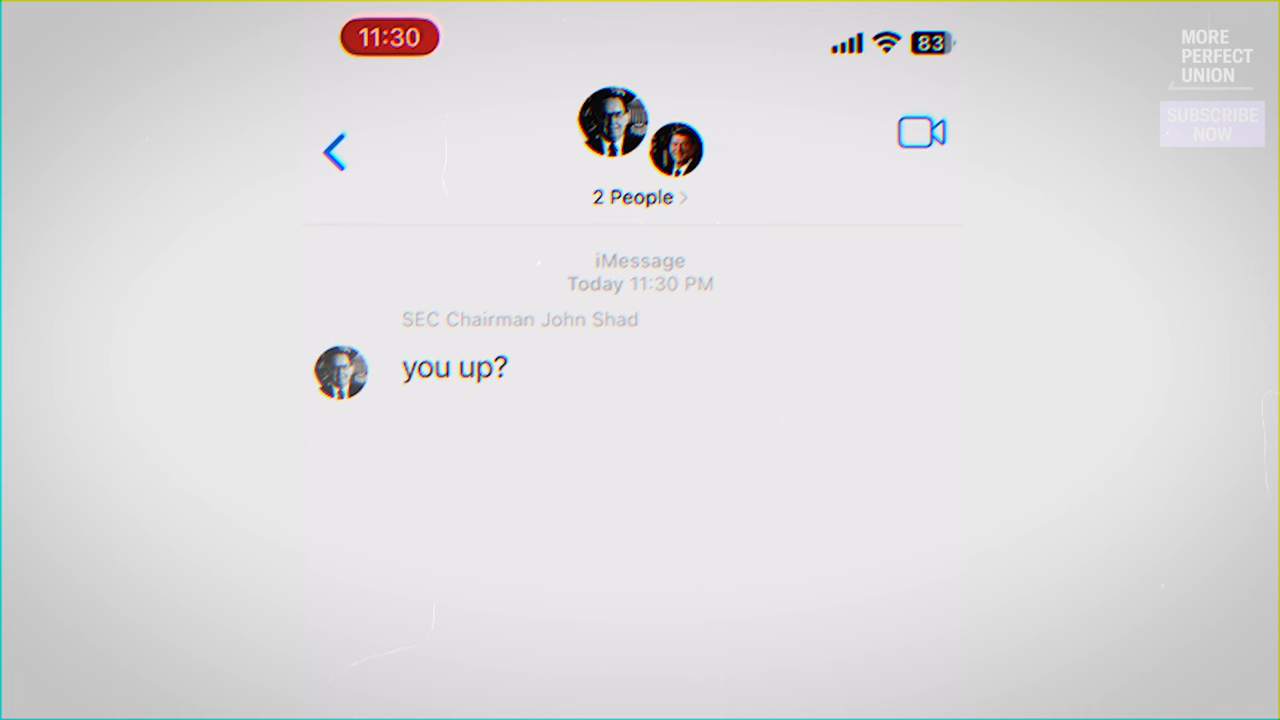 11:30
83
MORE
PERFECT
UNION
SUBSCRIBE
NOW
2 People
iMessage
Today 11:30 PM
SEC Chairman John Shad
you up?